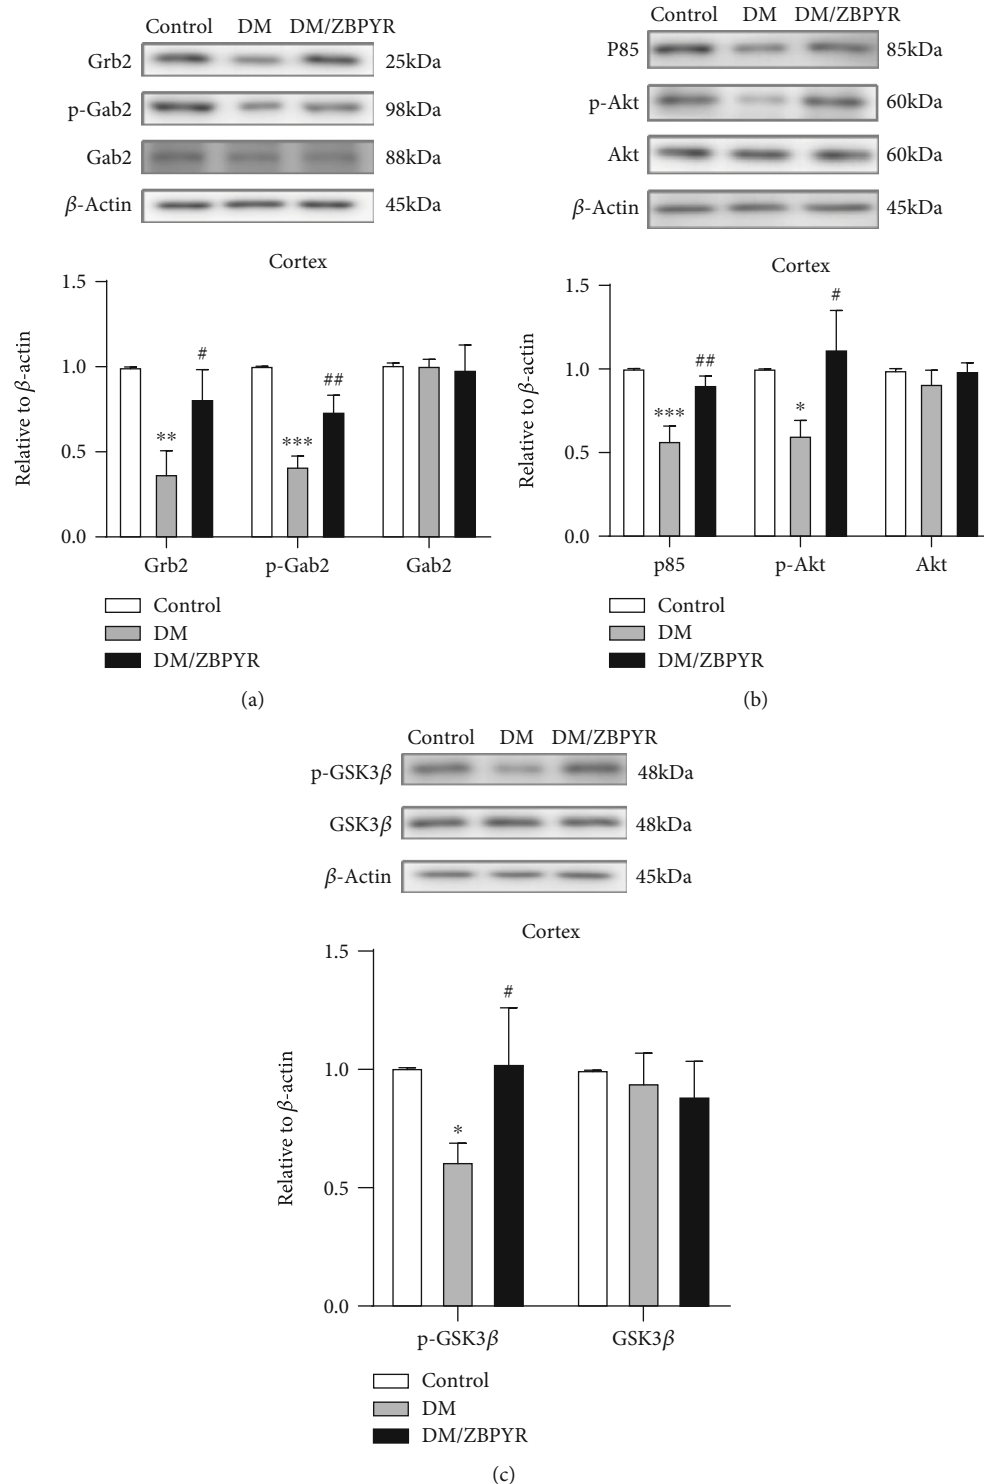 Control DM DM/ZBPYR
Grb2 25kDa
p-Gab2 98kDa
Gab2 88kDa
β-Actin 45kDa
Cortex
Relative to β-actin
1.5
1.0
0.5
0.0
** # *** ##
Grb2 p-Gab2 Gab2
Control
DM
DM/ZBPYR
(a)
Control DM DM/ZBPYR
P85 85kDa
p-Akt 60kDa
Akt 60kDa
β-Actin 45kDa
Cortex
Relative to β-actin
1.5
1.0
0.5
0.0
*** ## * #
p85 p-Akt Akt
Control
DM
DM/ZBPYR
(b)
Control DM DM/ZBPYR
p-GSK3β 48kDa
GSK3β 48kDa
β-Actin 45kDa
Cortex
Relative to β-actin
1.5
1.0
0.5
0.0
* #
p-GSK3β GSK3β
Control
DM
DM/ZBPYR
(c)